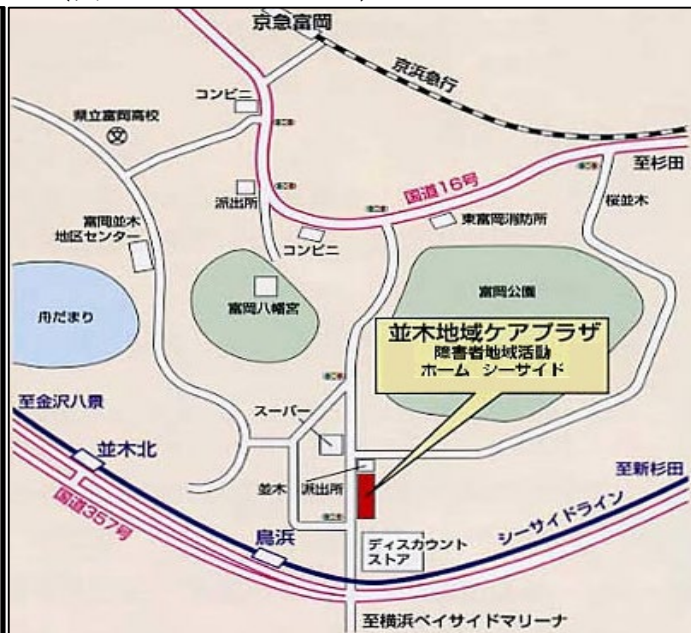 京急富岡
京浜急行
コンビニ
県立富岡高校
文
至杉田
国道16号
派出所
桜並木
東富岡消防所
富岡並木
地区センター
コンビニ
富岡公園
舟だまり
富岡八幡宮
並木地域ケアプラザ
障害者地域活動
ホーム シーサイド
至金沢八景
スーパー
並木北
至新杉田
並木 派出所
国道357号
鳥浜
シーサイドライン
ディスカウント
ストア
至横浜ベイサイドマリーナ